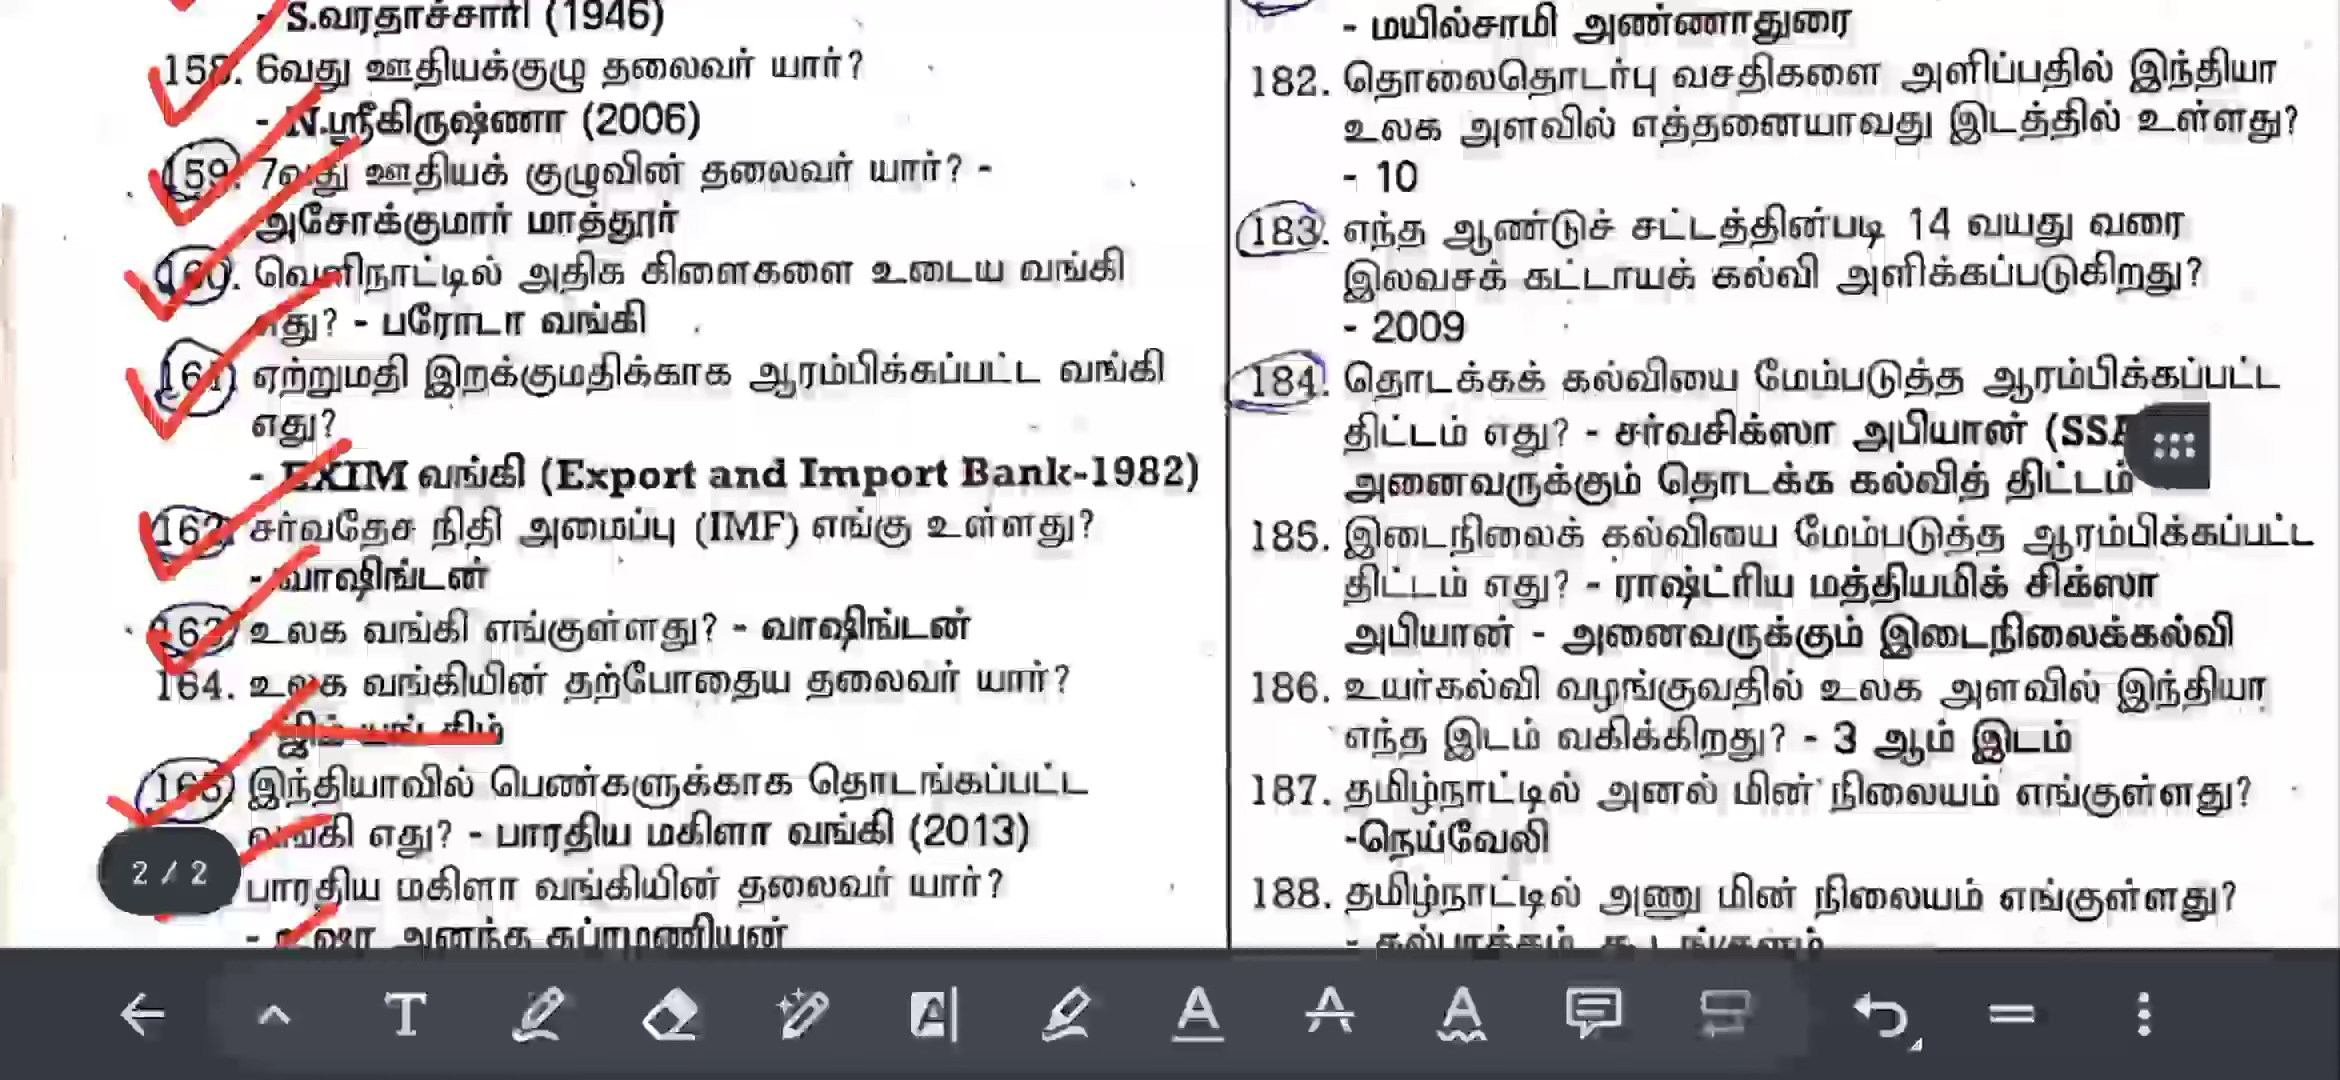 - S.வரதாச்சாரி (1946)
158. 6வது ஊதியக்குழு தலைவர் யார்?
- N.ஸ்ரீகிருஷ்ணா (2006)
159. 7வது ஊதியக் குழுவின் தலைவர் யார்? -
அசோக்குமார் மாத்தூர்
160. வெளிநாட்டில் அதிக கிளைகளை உடைய வங்கி
எது? - பரோடா வங்கி
161. ஏற்றுமதி இறக்குமதிக்காக ஆரம்பிக்கப்பட்ட வங்கி
எது?
- EXIM வங்கி (Export and Import Bank-1982)
162. சர்வதேச நிதி அமைப்பு (IMF) எங்கு உள்ளது?
- வாஷிங்டன்
163. உலக வங்கி எங்குள்ளது? - வாஷிங்டன்
164. உலக வங்கியின் தற்போதைய தலைவர் யார்?
165. இந்தியாவில் பெண்களுக்காக தொடங்கப்பட்ட
வங்கி எது? - பாரதிய மகிளா வங்கி (2013)
பாரதிய மகிளா வங்கியின் தலைவர் யார்?
- உஷா அனந்த சுப்ரமணியன்
- மயில்சாமி அண்ணாதுரை
182. தொலைதொடர்பு வசதிகளை அளிப்பதில் இந்தியா
உலக அளவில் எத்தனையாவது இடத்தில் உள்ளது?
- 10
183. எந்த ஆண்டுச் சட்டத்தின்படி 14 வயது வரை
இலவசக் கட்டாயக் கல்வி அளிக்கப்படுகிறது?
- 2009
184. தொடக்கக் கல்வியை மேம்படுத்த ஆரம்பிக்கப்பட்ட
திட்டம் எது? - சர்வசிக்ஸா அபியான் (SSA
அனைவருக்கும் தொடக்க கல்வித் திட்டம்
185. இடைநிலைக் கல்வியை மேம்படுத்த ஆரம்பிக்கப்பட்ட
திட்டம் எது? - ராஷ்ட்ரிய மத்தியமிக் சிக்ஸா
அபியான் - அனைவருக்கும் இடைநிலைக்கல்வி
186. உயர்கல்வி வழங்குவதில் உலக அளவில் இந்தியா
எந்த இடம் வகிக்கிறது? - 3 ஆம் இடம்
187. தமிழ்நாட்டில் அனல் மின் நிலையம் எங்குள்ளது?
-நெய்வேலி
188. தமிழ்நாட்டில் அணு மின் நிலையம் எங்குள்ளது?
- கல்பாக்கம், கூடங்குளம்
2 / 2